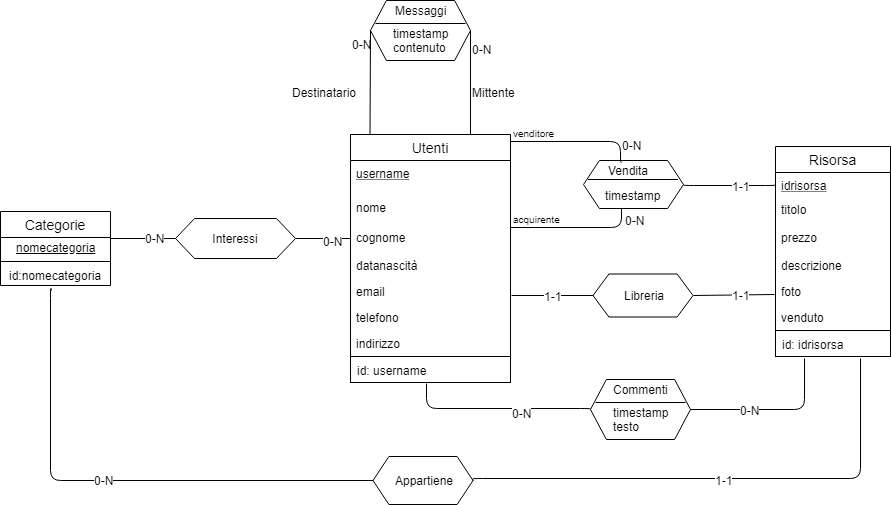 Messaggi
timestamp
contenuto
0-N
0-N
Destinatario
Mittente
venditore
Utenti
username
nome
cognome
datanascità
email
telefono
indirizzo
id: username
0-N
Vendita
timestamp
acquirente
0-N
1-1
Risorsa
idrisorsa
titolo
prezzo
descrizione
foto
venduto
id: idrisorsa
Categorie
nomecategoria
id:nomecategoria
0-N
Interessi
0-N
1-1
Libreria
1-1
0-N
Commenti
timestamp
testo
0-N
0-N
Appartiene
1-1